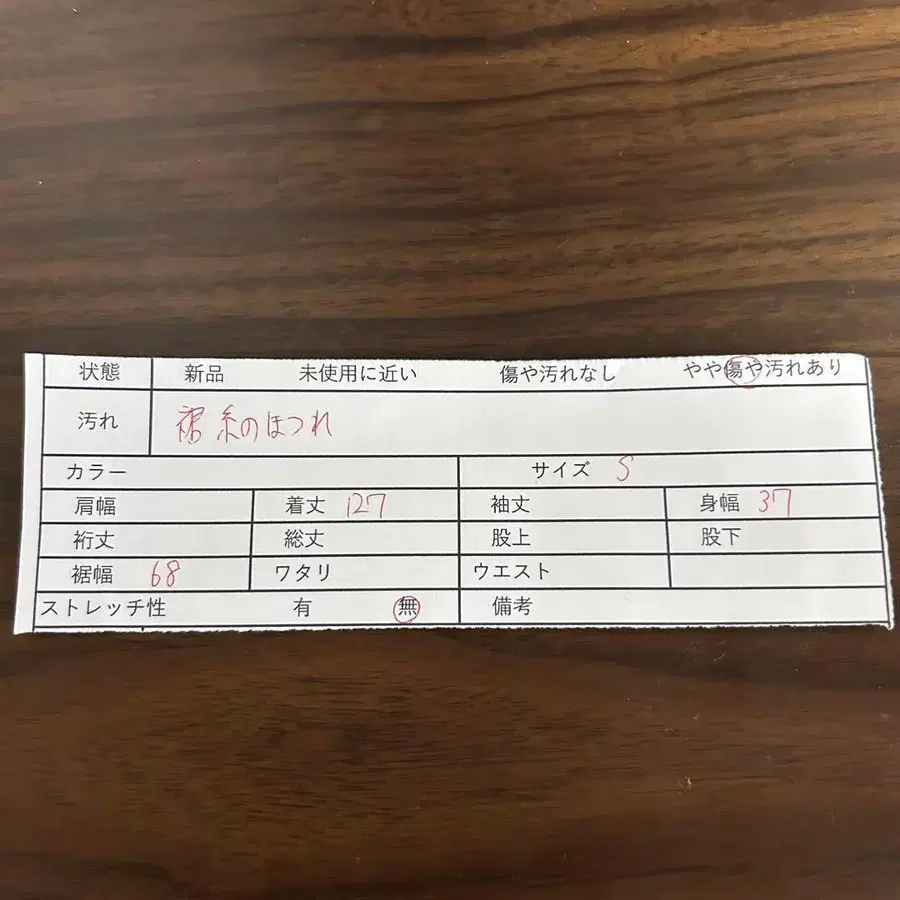 状態 新品 未使用に近い 傷や汚れなし やや傷や汚れあり
汚れ 裾 糸のほつれ
カラー サイズ S
肩幅 着丈 127 袖丈 身幅 37
裄丈 総丈 股上 股下
裾幅 68 ワタリ ウエスト
ストレッチ性 有 無 備考